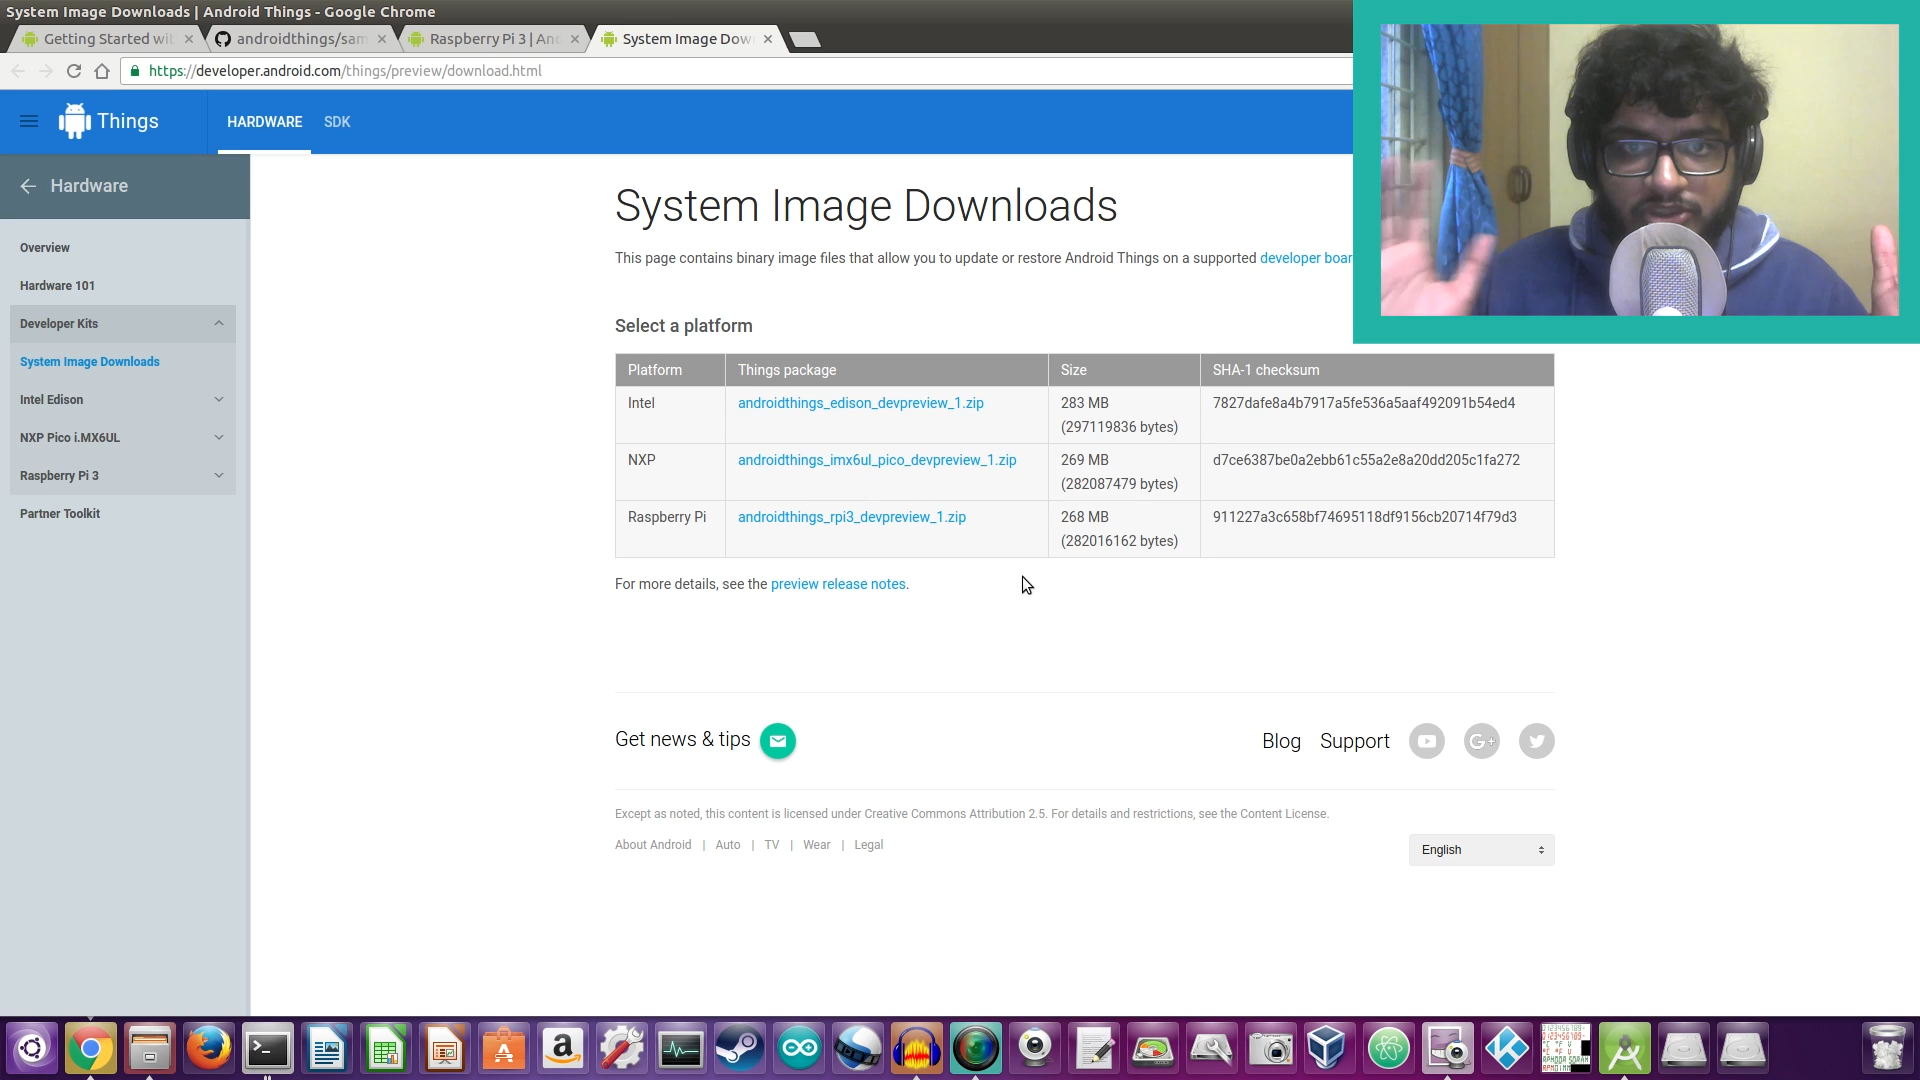 System Image Downloads | Android Things - Google Chrome
Getting Started wit
androidthings/sam
Raspberry Pi 3 | An
System Image Dow
https://developer.android.com/things/preview/download.html
Things
HARDWARE
SDK
Hardware
Overview
Hardware 101
Developer Kits
System Image Downloads
Intel Edison
NXP Pico i.MX6UL
Raspberry Pi 3
Partner Toolkit
System Image Downloads
This page contains binary image files that allow you to update or restore Android Things on a supported developer boar
Select a platform
Platform Things package Size SHA-1 checksum
Intel androidthings_edison_devpreview_1.zip 283 MB 7827dafe8a4b7917a5fe536a5aaf492091b54ed4
(297119836 bytes)
NXP androidthings_imx6ul_pico_devpreview_1.zip 269 MB d7ce6387be0a2ebb61c55a2e8a20dd205c1fa272
(282087479 bytes)
Raspberry Pi androidthings_rpi3_devpreview_1.zip 268 MB 911227a3c658bf74695118df9156cb20714f79d3
(282016162 bytes)
For more details, see the preview release notes.
Get news & tips
Blog Support G+
Except as noted, this content is licensed under Creative Commons Attribution 2.5. For details and restrictions, see the Content License.
About Android | Auto | TV | Wear | Legal
English